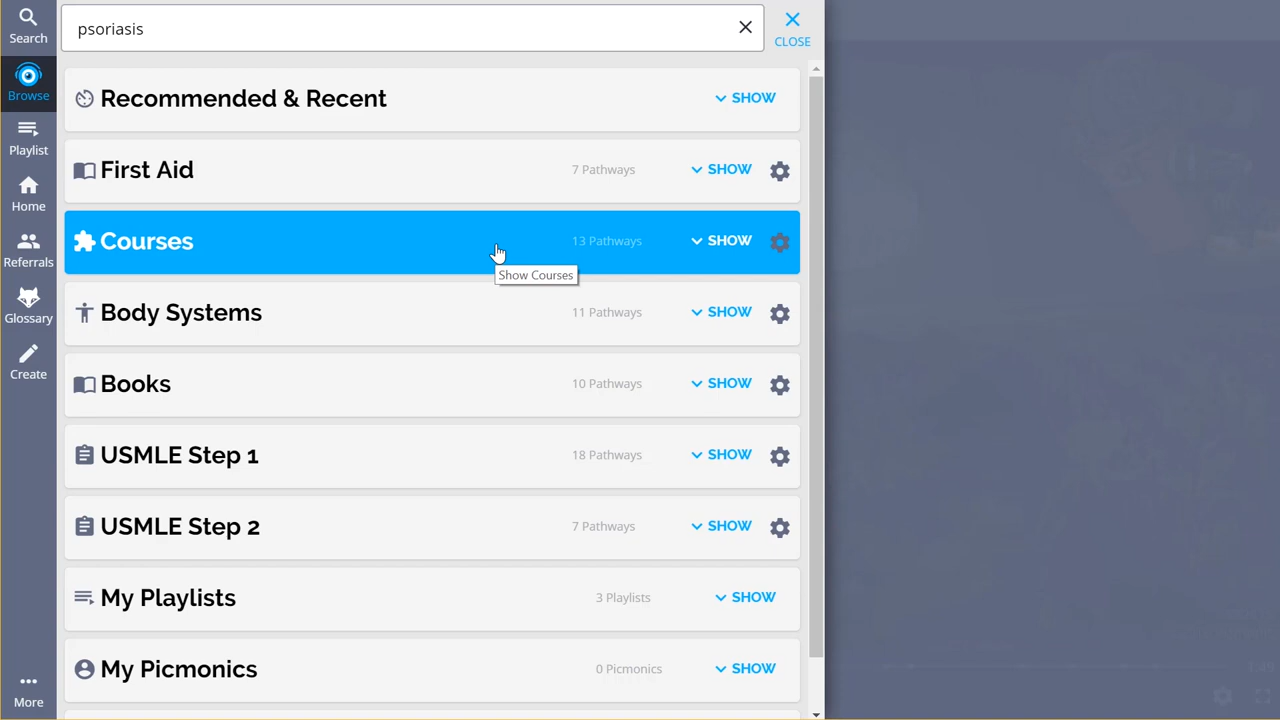 Search
Browse
Playlist
Home
Referrals
Glossary
Create
More
psoriasis
CLOSE
Recommended & Recent SHOW
First Aid 7 Pathways SHOW
Courses 13 Pathways SHOW
Show Courses
Body Systems 11 Pathways SHOW
Books 10 Pathways SHOW
USMLE Step 1 18 Pathways SHOW
USMLE Step 2 7 Pathways SHOW
My Playlists 3 Playlists SHOW
My Picmonics 0 Picmonics SHOW